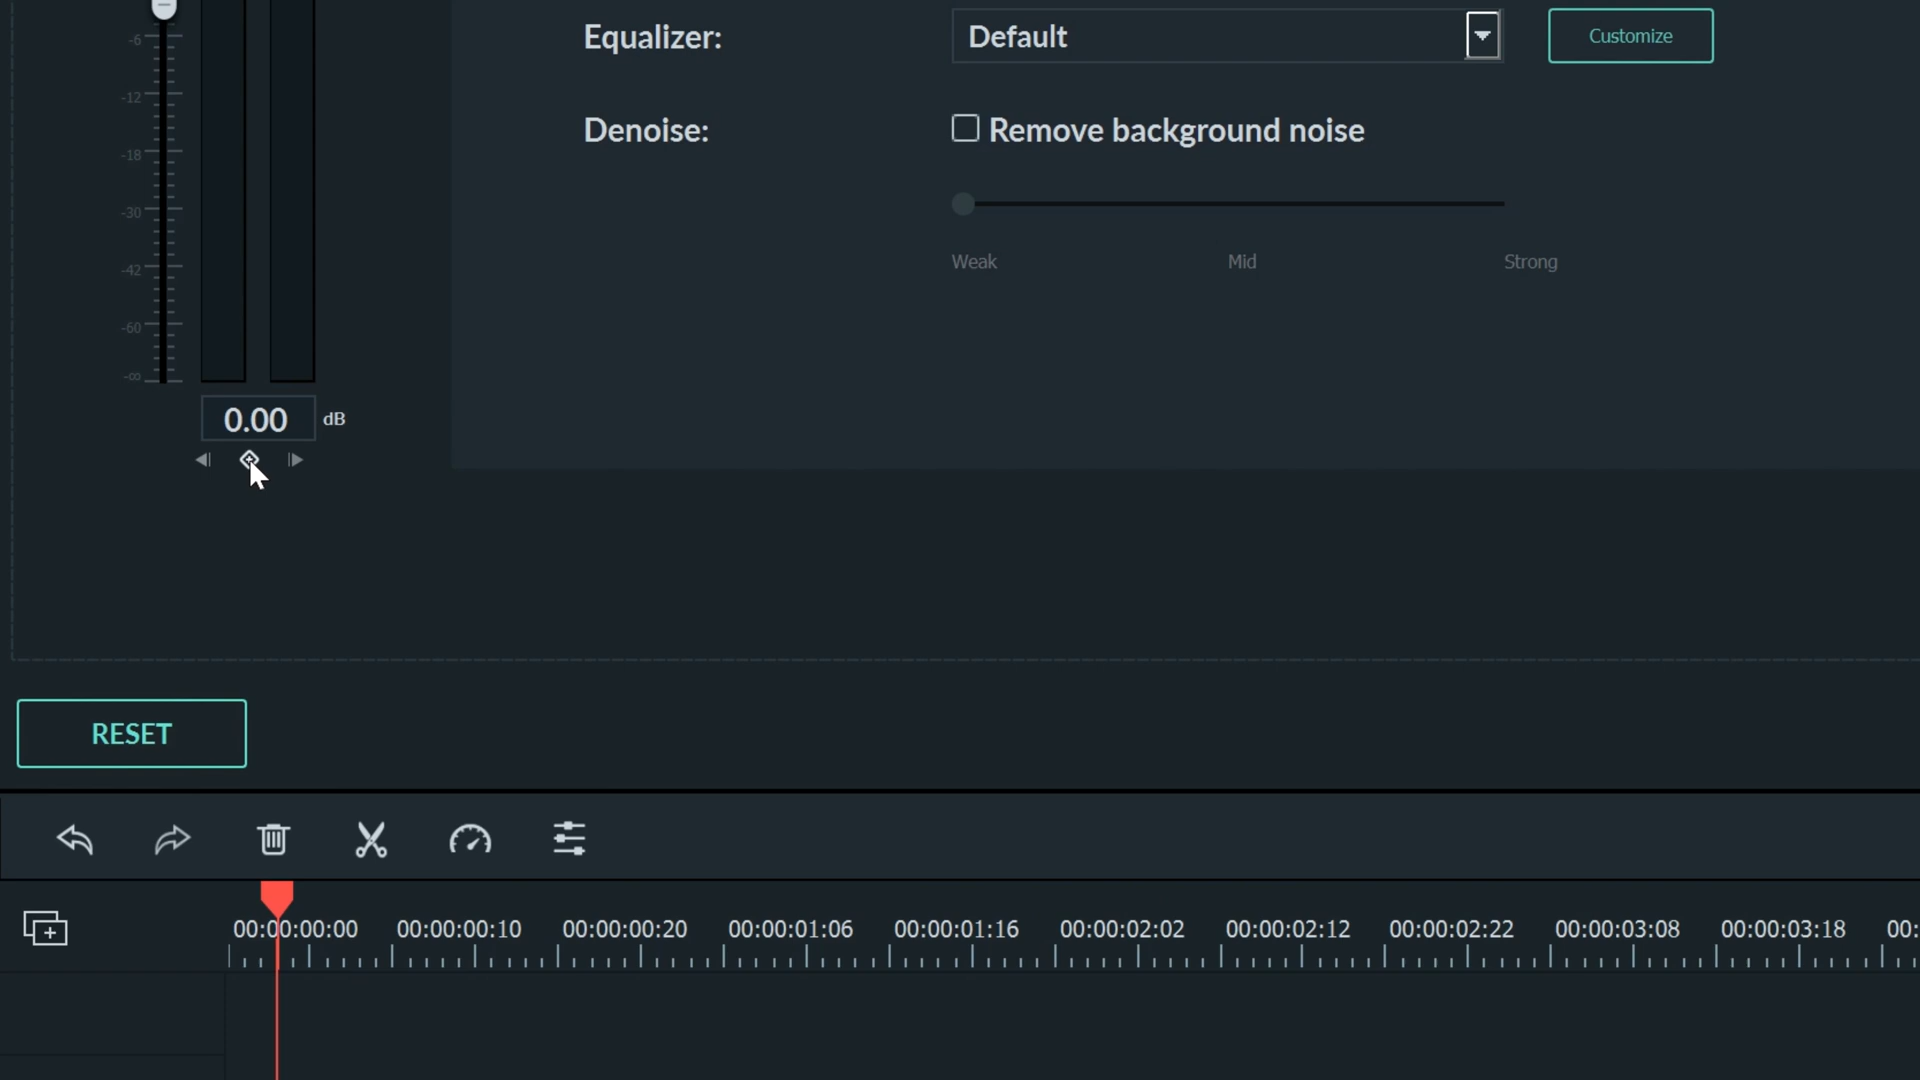 Equalizer: Default Customize
-6
-12
Denoise: Remove background noise
-18
-30
Weak Mid Strong
-42
-60
-∞
0.00 dB
RESET
00:00:00:00 00:00:00:10 00:00:00:20 00:00:01:06 00:00:01:16 00:00:02:02 00:00:02:12 00:00:02:22 00:00:03:08 00:00:03:18 00: